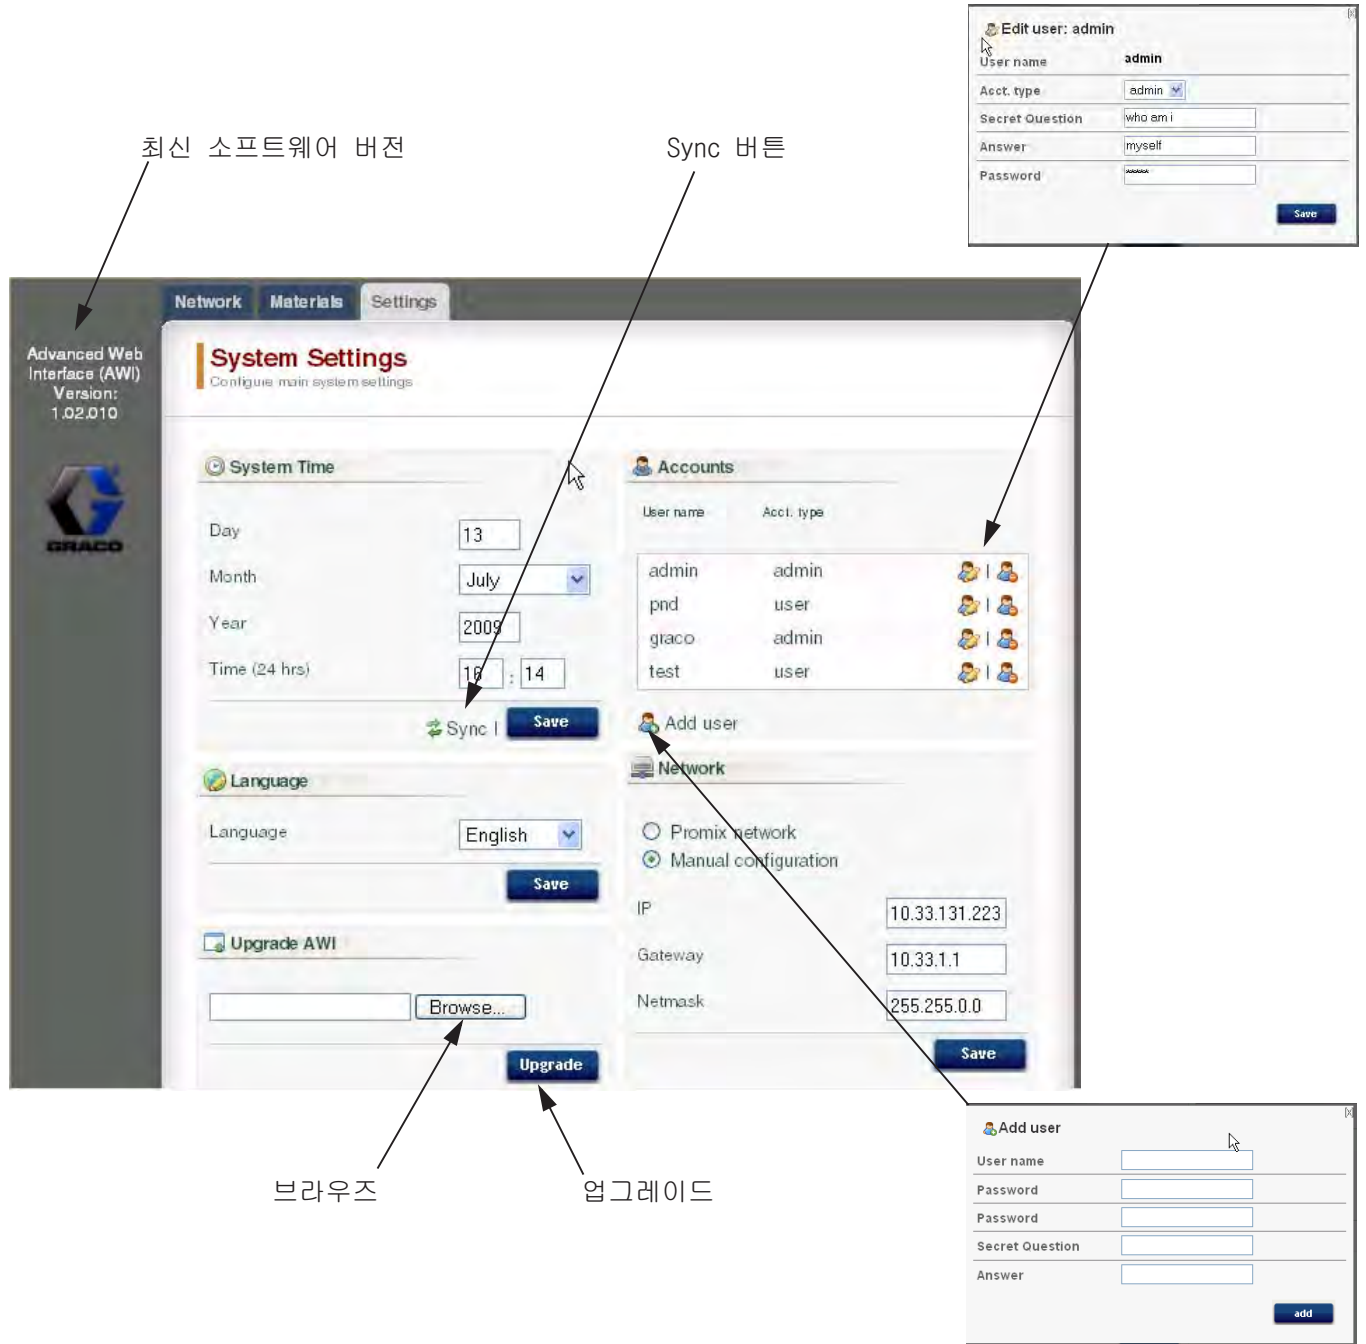 Edit user: admin
User name admin
Acct. type admin
Secret Question who am i
Answer myself
Password *****
Save
최신 소프트웨어 버전
Sync 버튼
Network Materials Settings
Advanced Web
Interface (AWI)
Version:
1.02.010
GRACO
System Settings
Configure main system settings
System Time
Day 13
Month July
Year 2009
Time (24 hrs) 16 : 14
Sync | Save
Language
Language English
Save
Upgrade AWI
Browse...
Upgrade
Accounts
User name Acct. type
admin admin |
pnd user |
graco admin |
test user |
Add user
Network
Promix network
Manual configuration
IP 10.33.131.223
Gateway 10.33.1.1
Netmask 255.255.0.0
Save
브라우즈
업그레이드
Add user
User name
Password
Password
Secret Question
Answer
add